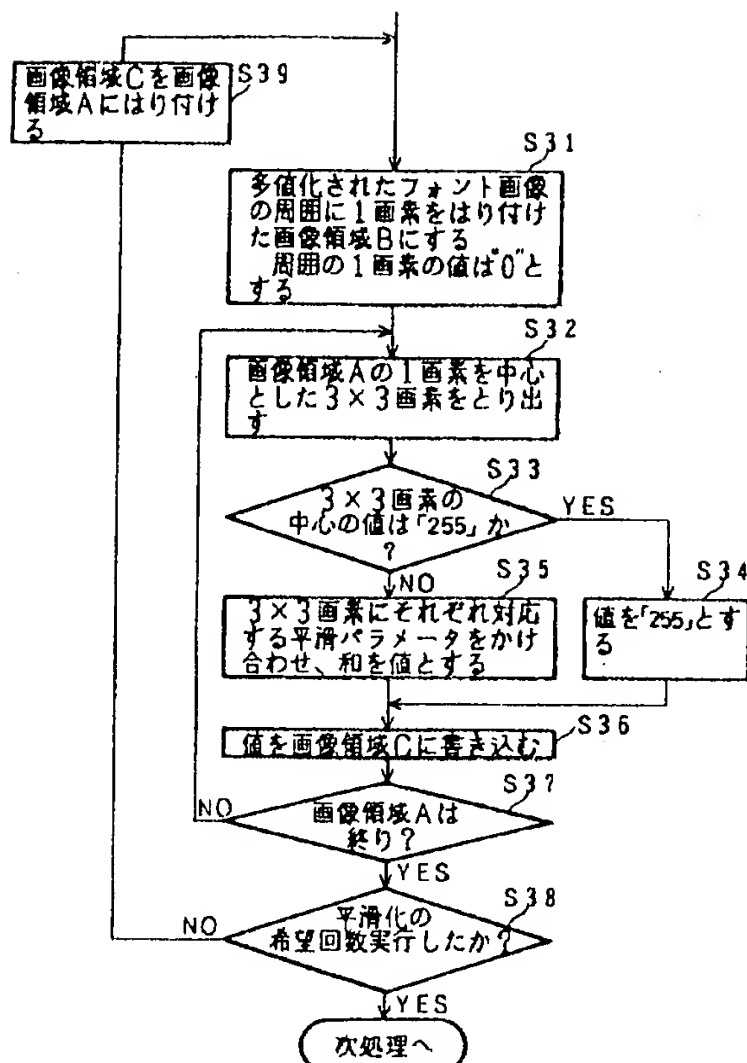 画像領域Cを画像
領域Aにはり付け
る
S39
S31
多値化されたフォント画像
の周囲に1画素をはり付け
た画像領域Bにする
周囲の1画素の値は"0"と
する
S32
画像領域Aの1画素を中心
とした3×3画素をとり出
す
S33
3×3画素の
中心の値は「255」か
?
YES
NO
S34
値を「255」とす
る
S35
3×3画素にそれぞれ対応
する平滑パラメータをかけ
合わせ、和を値とする
S36
値を画像領域Cに書き込む
S37
画像領域Aは
終り?
NO
YES
S38
平滑化の
希望回数実行したか?
NO
YES
次処理へ